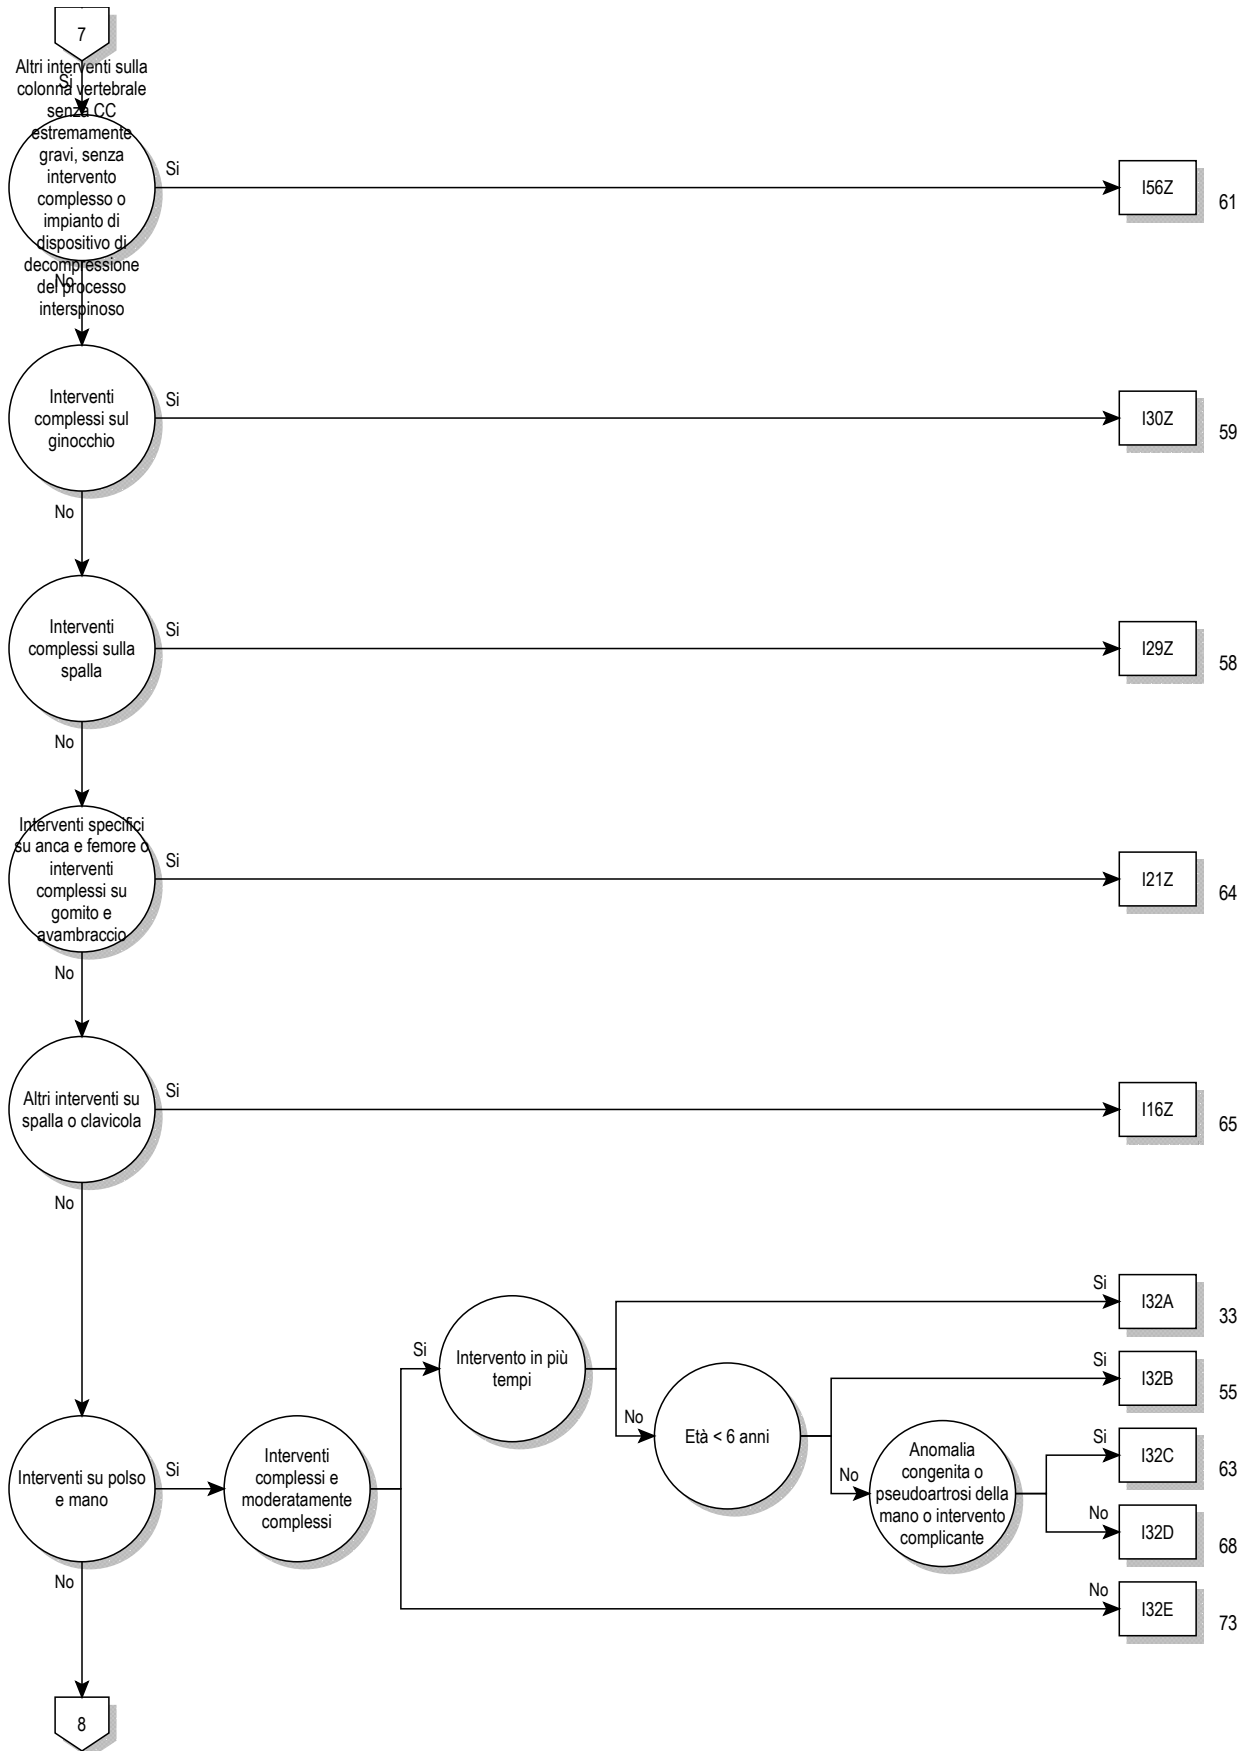 7
Altri interventi sulla
colonna vertebrale
senza CC
estremamente
gravi, senza
intervento
complesso o
impianto di
dispositivo di
decompressione
del processo
interspinoso
Si
Si
I56Z
61
No
Interventi
complessi sul
ginocchio
Si
I30Z
59
No
Interventi
complessi sulla
spalla
Si
I29Z
58
No
Interventi specifici
su anca e femore o
interventi
complessi su
gomito e
avambraccio
Si
I21Z
64
No
Altri interventi su
spalla o clavicola
Si
I16Z
65
No
Interventi su polso
e mano
Si
Interventi
complessi e
moderatamente
complessi
Si
Intervento in più
tempi
Si
I32A
33
No
Età < 6 anni
Si
I32B
55
No
Anomalia
congenita o
pseudoartrosi della
mano o intervento
complicante
Si
I32C
63
No
I32D
68
No
I32E
73
No
8